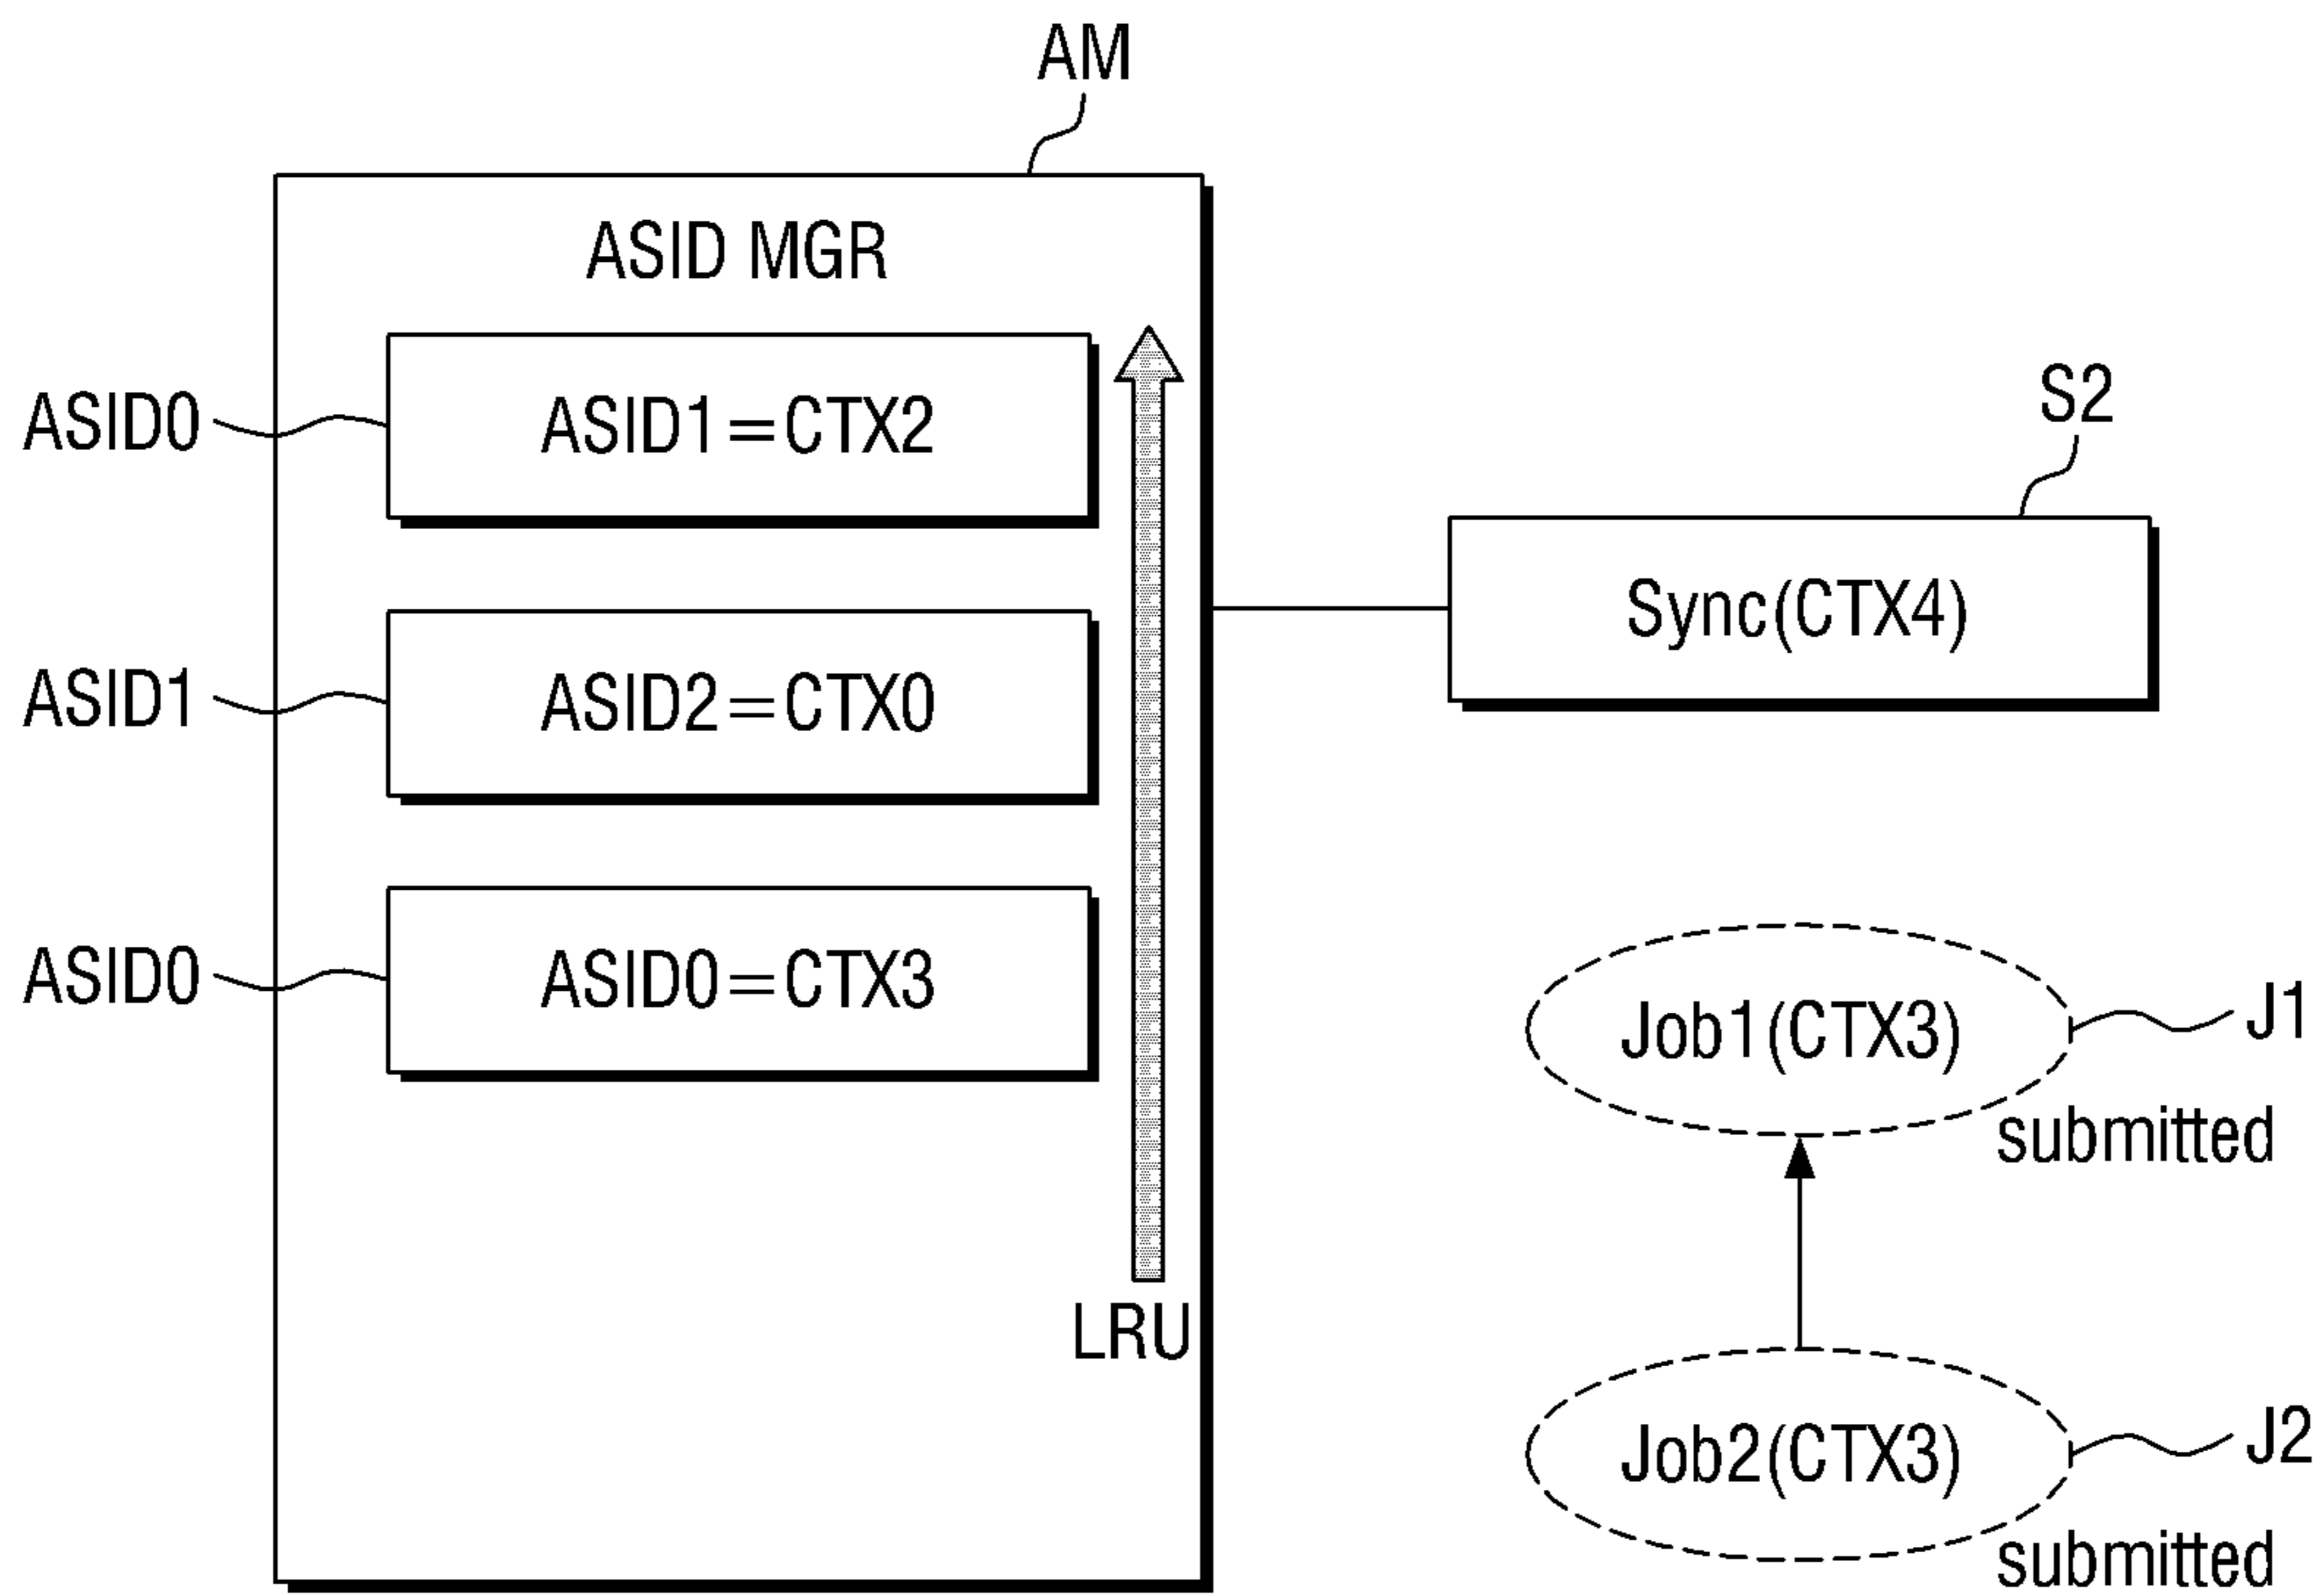 AM
ASID MGR
ASID0
ASID1=CTX2
S2
Sync(CTX4)
ASID1
ASID2=CTX0
ASID0
ASID0=CTX3
Job1(CTX3)
J1
submitted
LRU
Job2(CTX3)
J2
submitted